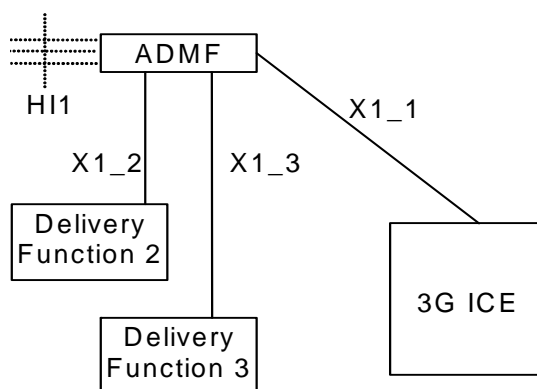 ADMF
HI1
X1_1
X1_2
X1_3
Delivery
Function 2
3G ICE
Delivery
Function 3